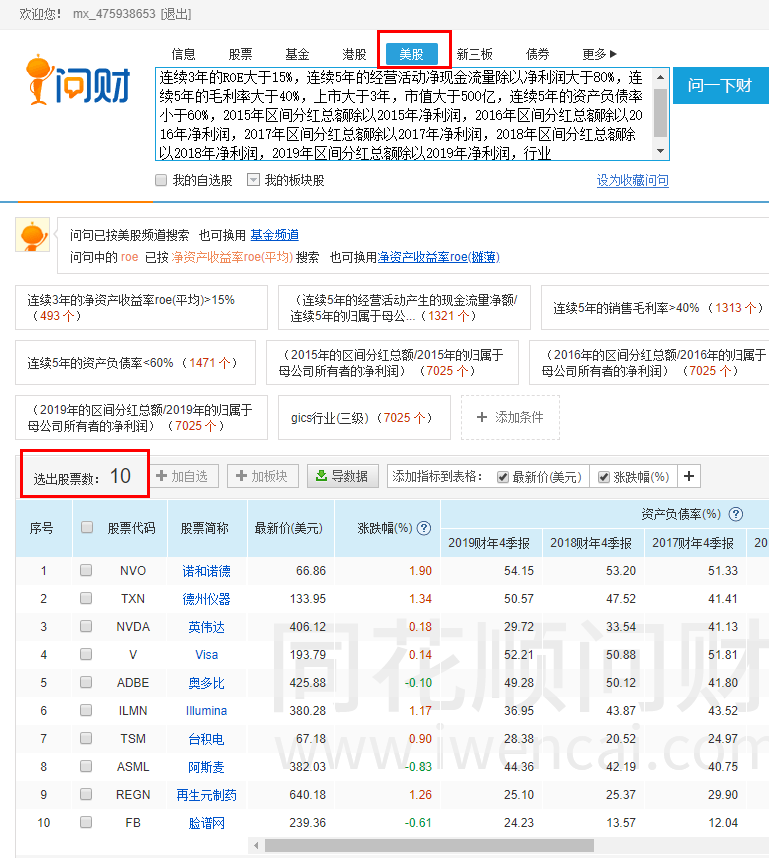 欢迎您! mx_475938653 [退出]
问财
信息 股票 基金 港股 美股 新三板 债券 更多
连续3年的ROE大于15%，连续5年的经营活动净现金流量除以净利润大于80%，连
续5年的毛利率大于40%，上市大于3年，市值大于500亿，连续5年的资产负债率
小于60%，2015年区间分红总额除以2015年净利润，2016年区间分红总额除以20
16年净利润，2017年区间分红总额除以2017年净利润，2018年区间分红总额除
以2018年净利润，2019年区间分红总额除以2019年净利润，行业
问一下财
我的自选股 我的板块股 设为收藏问句
问句已按美股频道搜索 也可换用 基金频道
问句中的 roe 已按 净资产收益率roe(平均) 搜索 也可换用净资产收益率roe(摊薄)
连续3年的净资产收益率roe(平均)>15%
（493 个）
（连续5年的经营活动产生的现金流量净额/
连续5年的归属于母公...（1321 个）
连续5年的销售毛利率>40% （1313 个）
连续5年的资产负债率<60% （1471 个）
（2015年的区间分红总额/2015年的归属于
母公司所有者的净利润）（7025 个）
（2016年的区间分红总额/2016年的归属于
母公司所有者的净利润）（7025 个）
（2019年的区间分红总额/2019年的归属于
母公司所有者的净利润）（7025 个）
gics行业(三级) （7025 个）
+ 添加条件
选出股票数: 10 + 加自选 + 加板块 导数据 添加指标到表格: 最新价(美元) 涨跌幅(%) +
序号 股票代码 股票简称 最新价(美元) 涨跌幅(%) ? 资产负债率(%) ?
2019财年4季报 2018财年4季报 2017财年4季报 20
1 NVO 诺和诺德 66.86 1.90 54.15 53.20 51.33
2 TXN 德州仪器 133.95 1.34 50.57 47.52 41.41
3 NVDA 英伟达 406.12 0.18 29.72 33.54 41.13
4 V Visa 193.79 0.14 52.21 50.88 51.81
5 ADBE 奥多比 425.88 -0.10 49.28 50.12 41.80
6 ILMN Illumina 380.28 1.17 36.95 43.87 43.52
7 TSM 台积电 67.18 0.90 28.38 20.52 24.97
8 ASML 阿斯麦 382.03 -0.83 44.36 42.19 40.75
9 REGN 再生元制药 640.18 1.26 25.10 25.37 29.90
10 FB 脸谱网 239.36 -0.61 24.23 13.57 12.04
同花顺问财
www.iwencai.com